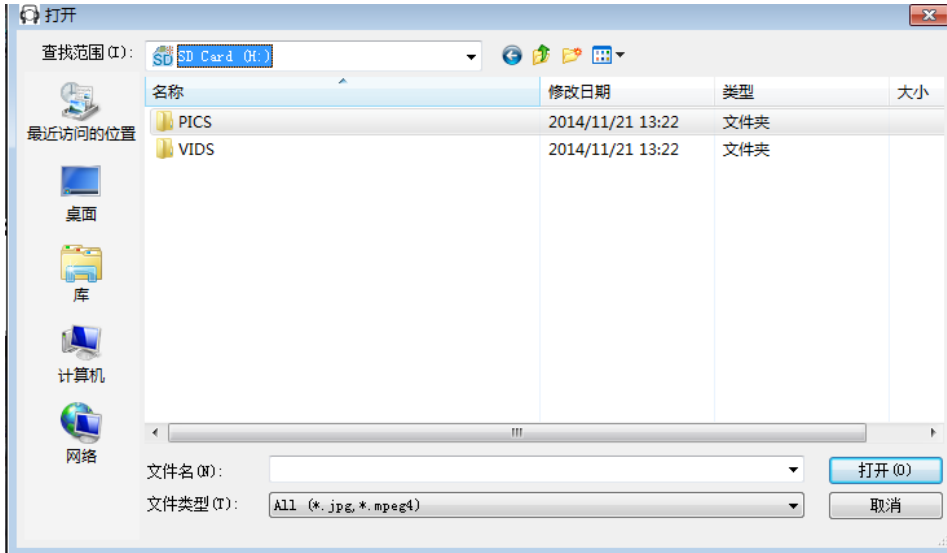 打开
查找范围(I):
SD Card (H:)
名称
修改日期
类型
大小
PICS
2014/11/21 13:22
文件夹
VIDS
2014/11/21 13:22
文件夹
最近访问的位置
桌面
库
计算机
网络
文件名(N):
打开(O)
文件类型(T):
All (*.jpg,*.mpeg4)
取消